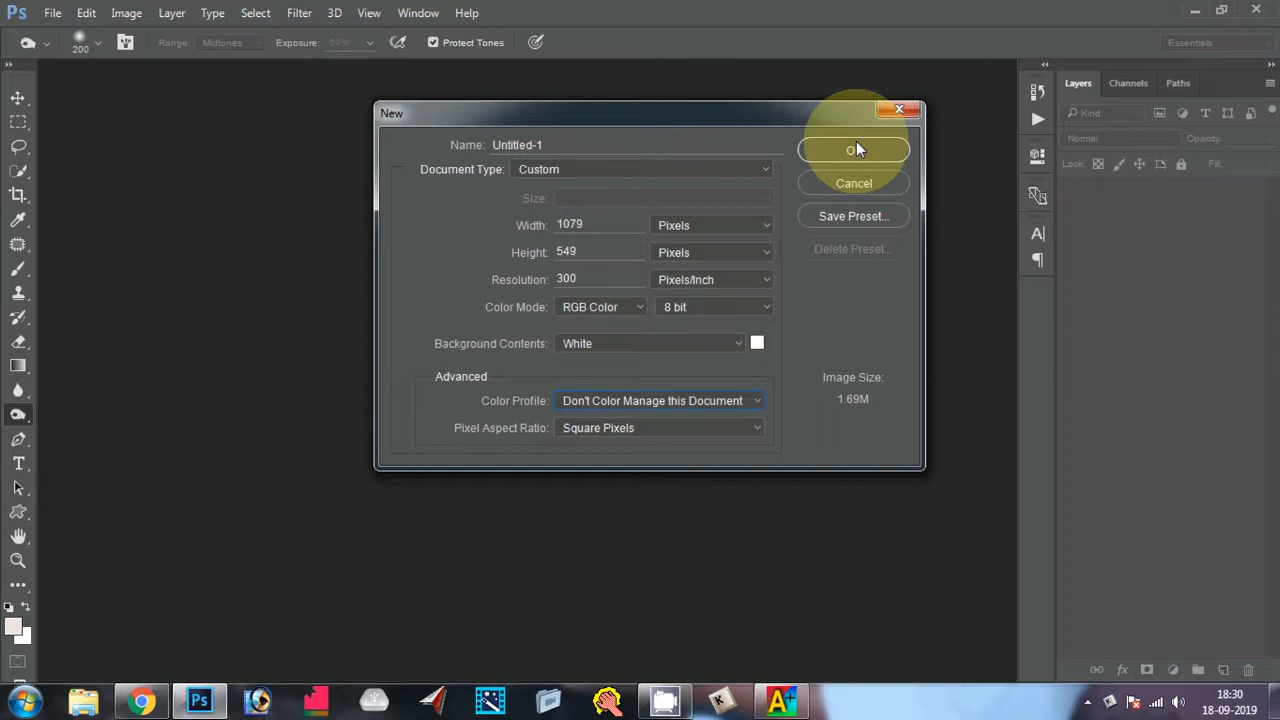 Ps File Edit Image Layer Type Select Filter 3D View Window Help
200 Range: Midtones Exposure: 50% Protect Tones Essentials
New
Name: Untitled-1
Document Type: Custom
Size:
Width: 1079 Pixels
Height: 549 Pixels
Resolution: 300 Pixels/Inch
Color Mode: RGB Color 8 bit
Background Contents: White
Advanced
Color Profile: Don't Color Manage this Document
Pixel Aspect Ratio: Square Pixels
Cancel
Save Preset...
Delete Preset...
Image Size:
1.69M
Layers Channels Paths
Kind
Normal Opacity:
Lock: Fill:
Ps
18:30
18-09-2019